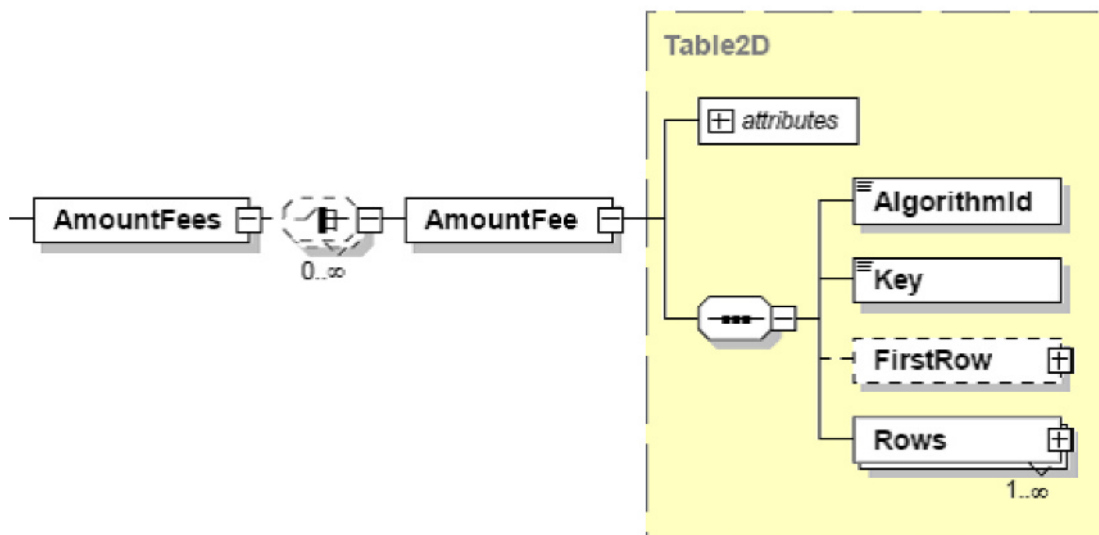 Table2D
attributes
AmountFees
0..∞
AmountFee
AlgorithmId
Key
FirstRow
Rows
1..∞